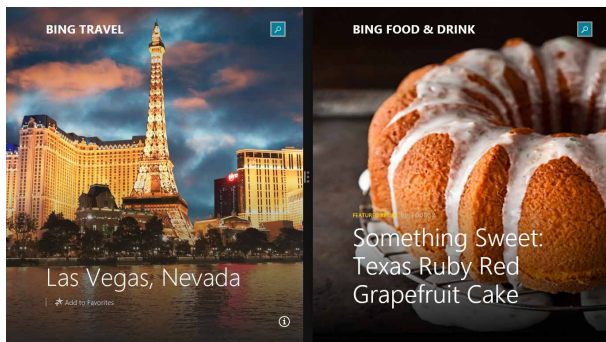 BING TRAVEL
Las Vegas, Nevada
Add to Favorites
BING FOOD & DRINK
Something Sweet:
Texas Ruby Red
Grapefruit Cake